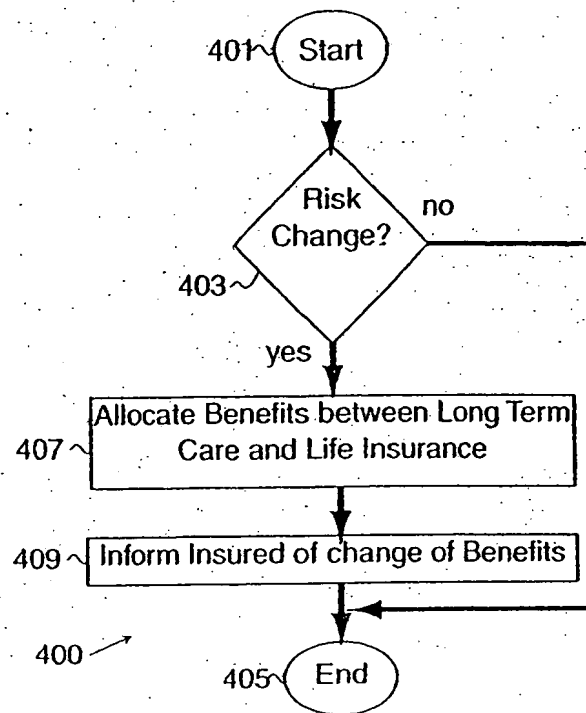 401 Start
Risk
Change?
no
403
yes
Allocate Benefits between Long Term
407 Care and Life Insurance
409 Inform Insured of change of Benefits
400
405 End